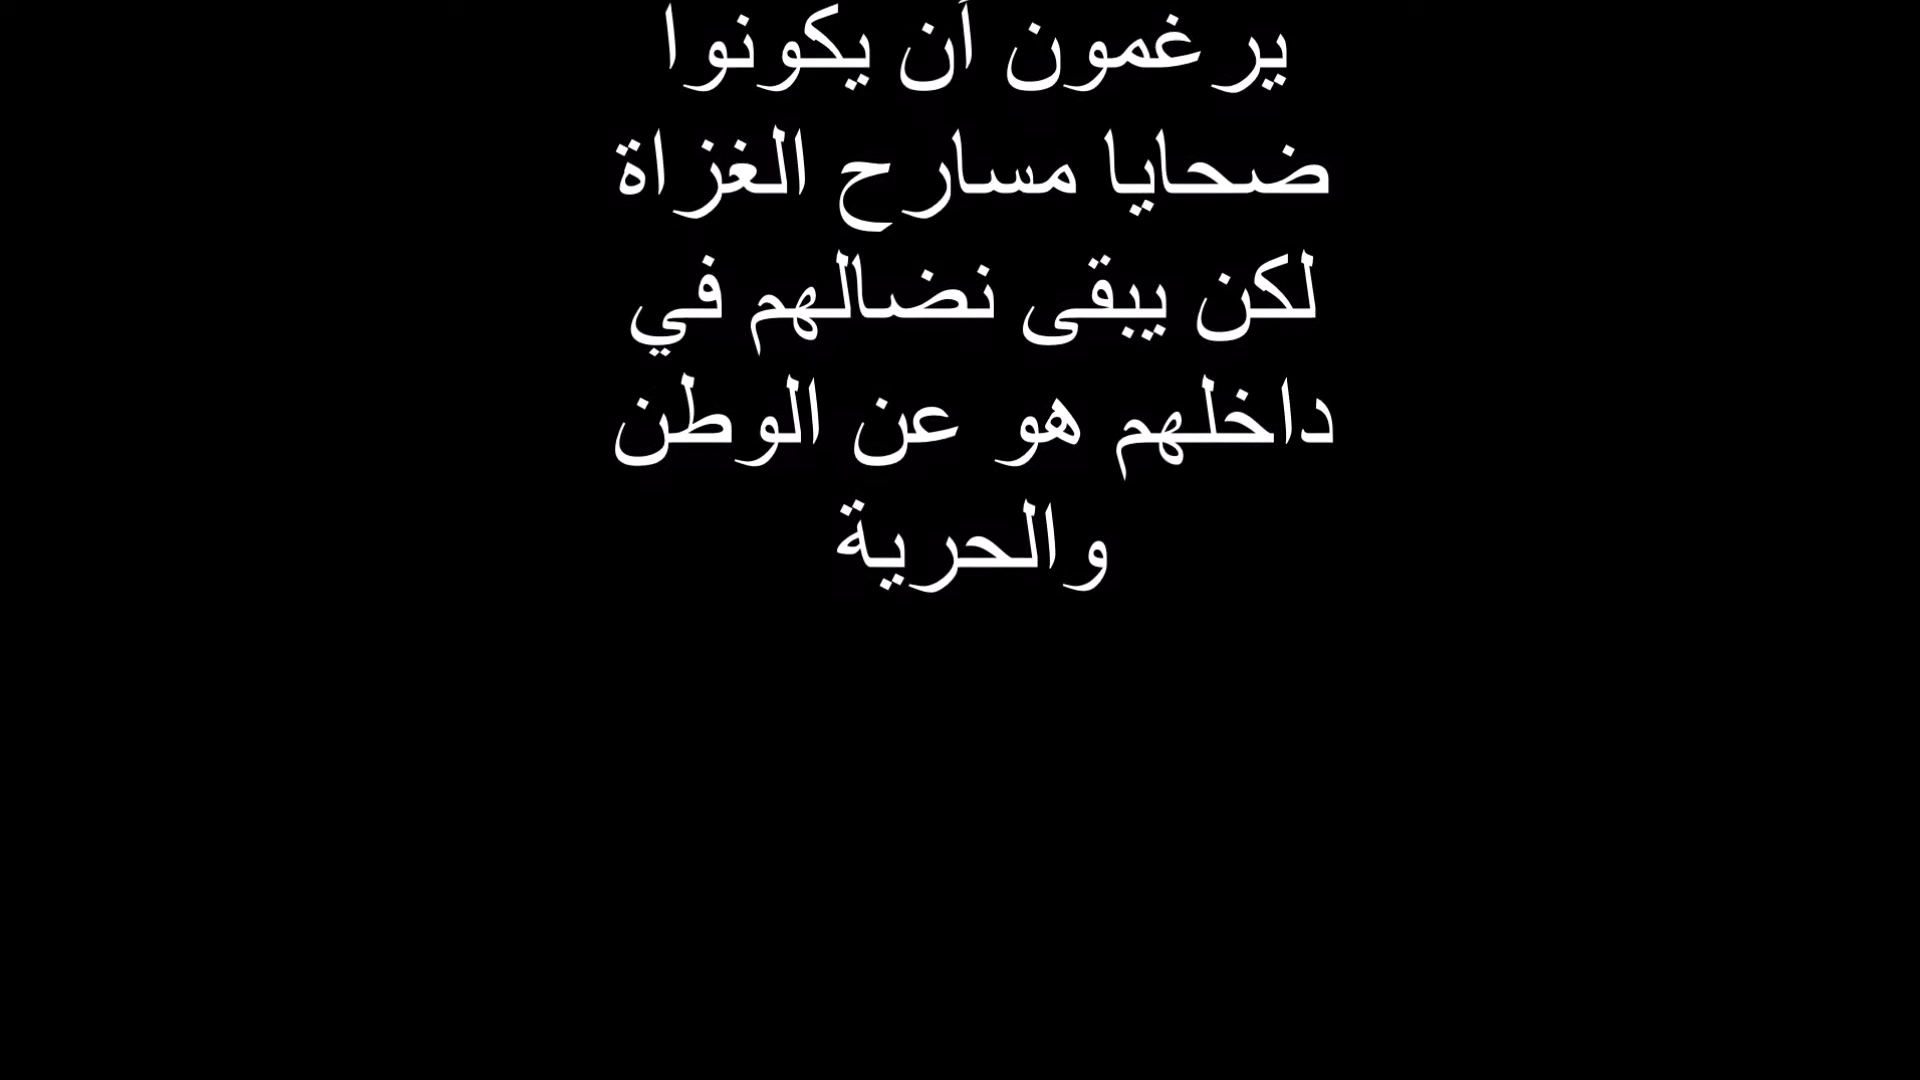 يرغمون أن يكونوا
ضحايا مسارح الغزاة
لكن يبقى نضالهم في
داخلهم هو عن الوطن
والحرية